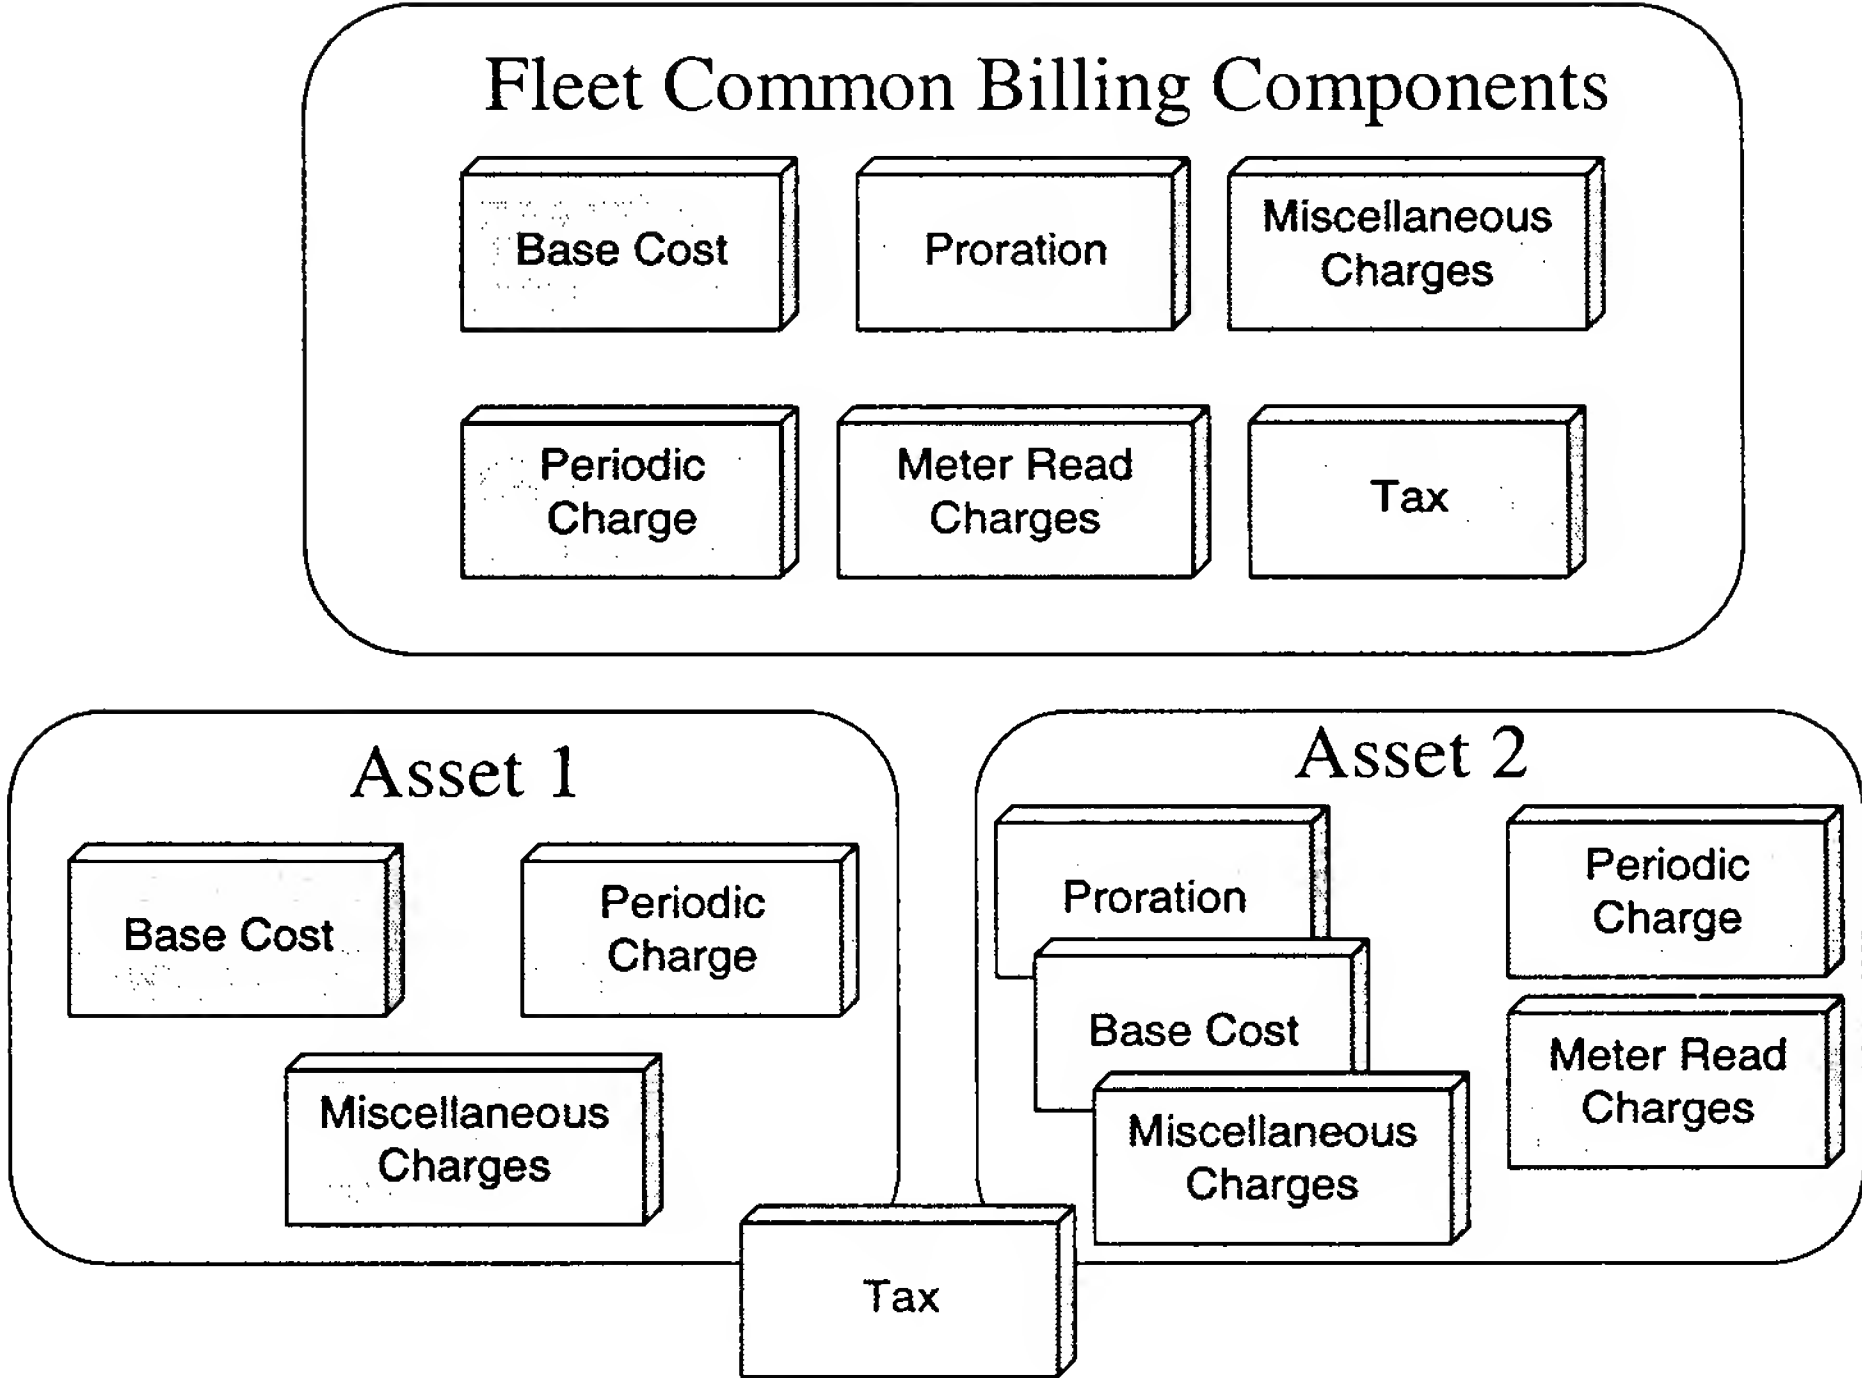 Fleet Common Billing Components
Base Cost
Proration
Miscellaneous
Charges
Periodic
Charge
Meter Read
Charges
Tax
Asset 1
Base Cost
Periodic
Charge
Miscellaneous
Charges
Asset 2
Proration
Base Cost
Miscellaneous
Charges
Periodic
Charge
Meter Read
Charges
Tax